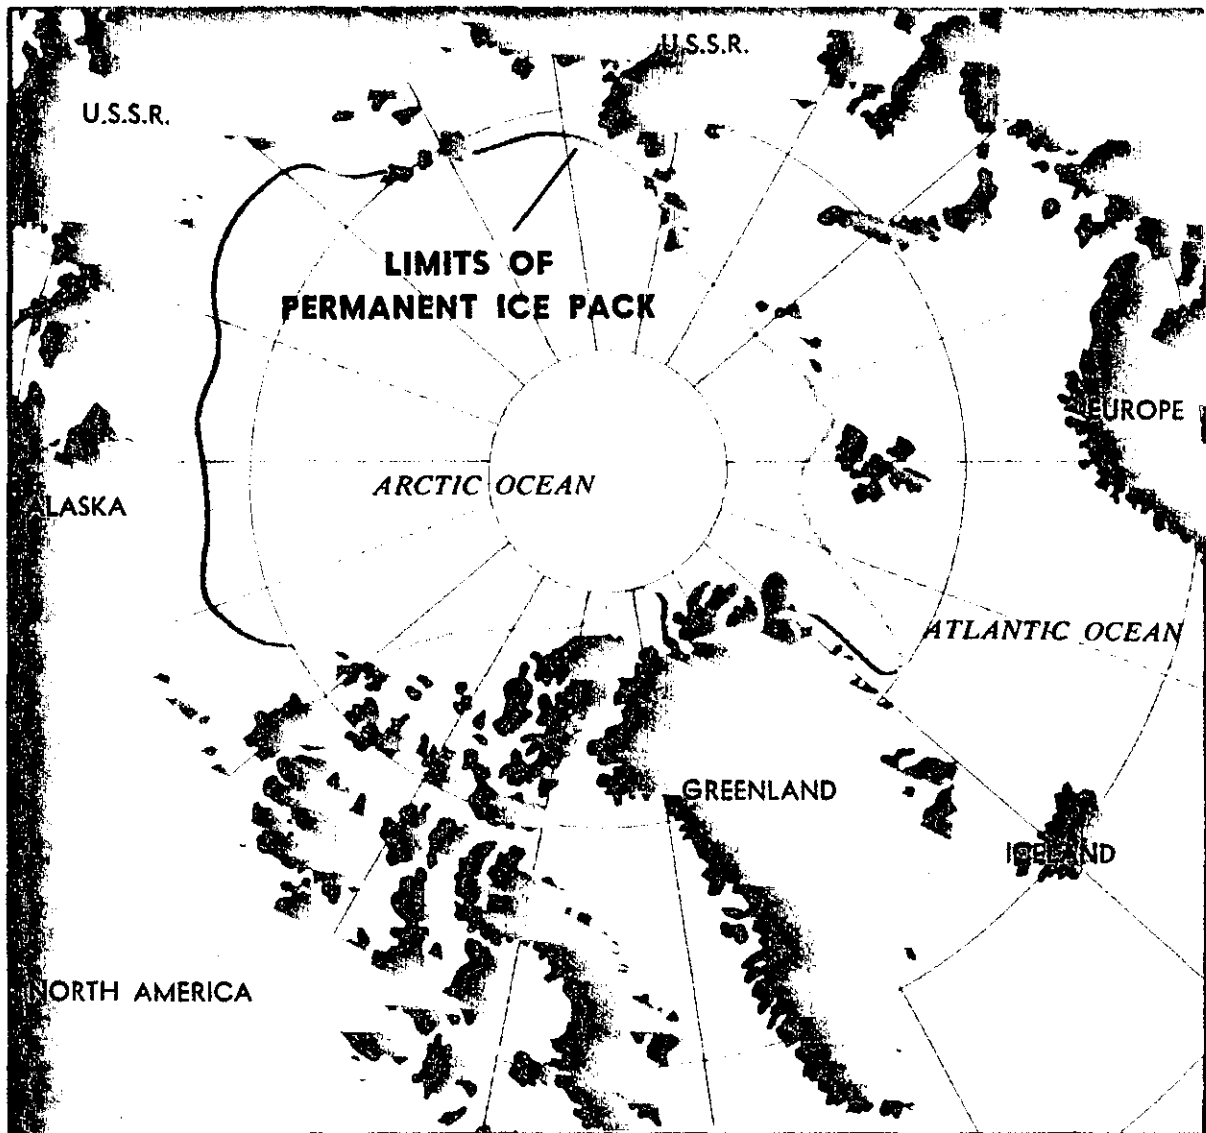 U.S.S.R.
U.S.S.R.
LIMITS OF
PERMANENT ICE PACK
EUROPE
ARCTIC OCEAN
ALASKA
ATLANTIC OCEAN
GREENLAND
ICELAND
NORTH AMERICA